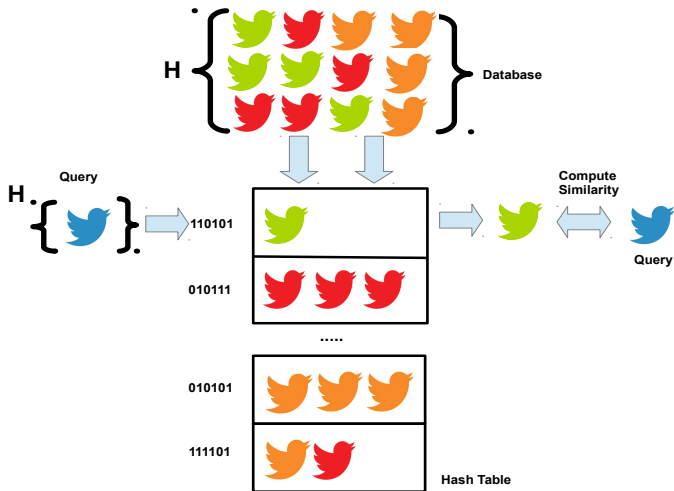 H
Database
Query
H
Compute
Similarity
110101
Query
010111
.....
010101
111101
Hash Table